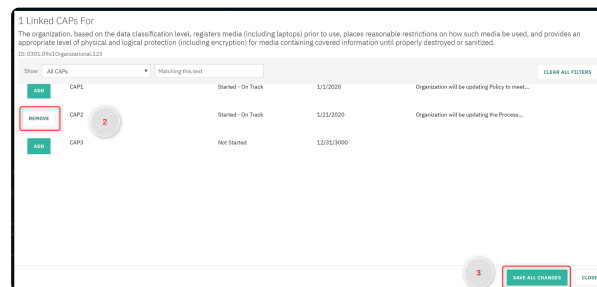 1 Linked CAPs For
The organization, based on the data classification level, registers media (including laptops) prior to use, places reasonable restrictions on how such media be used, and provides an
appropriate level of physical and logical protection (including encryption) for media containing covered information until properly destroyed or sanitized.
ID: 0301.09o1Organizational.123
Show All CAPs Matching this text CLEAR ALL FILTERS
ADD CAP1 Started - On Track 1/1/2020 Organization will be updating Policy to meet...
REMOVE CAP2 2 Started - On Track 1/21/2020 Organization will be updating the Process...
ADD CAP3 Not Started 12/31/3000
3 SAVE ALL CHANGES CLOSE